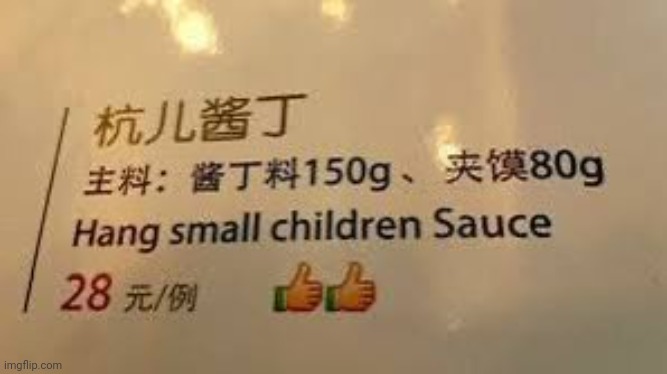 杭儿酱丁
主料：酱丁料150g、夹馍80g
Hang small children Sauce
28 元/例
imgflip.com